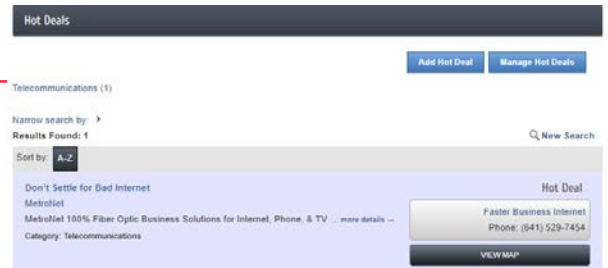 Hot Deals
Add Hot Deal
Manage Hot Deals
Telecommunications (1)
Narrow search by:
Results Found: 1
New Search
Sort by: A-Z
Don't Settle for Bad Internet
Hot Deal
MetroNet
Faster Business Internet
MetroNet 100% Fiber Optic Business Solutions for Internet, Phone, & TV ... more details ---
Phone: (641) 529-7454
Category: Telecommunications
VIEW MAP